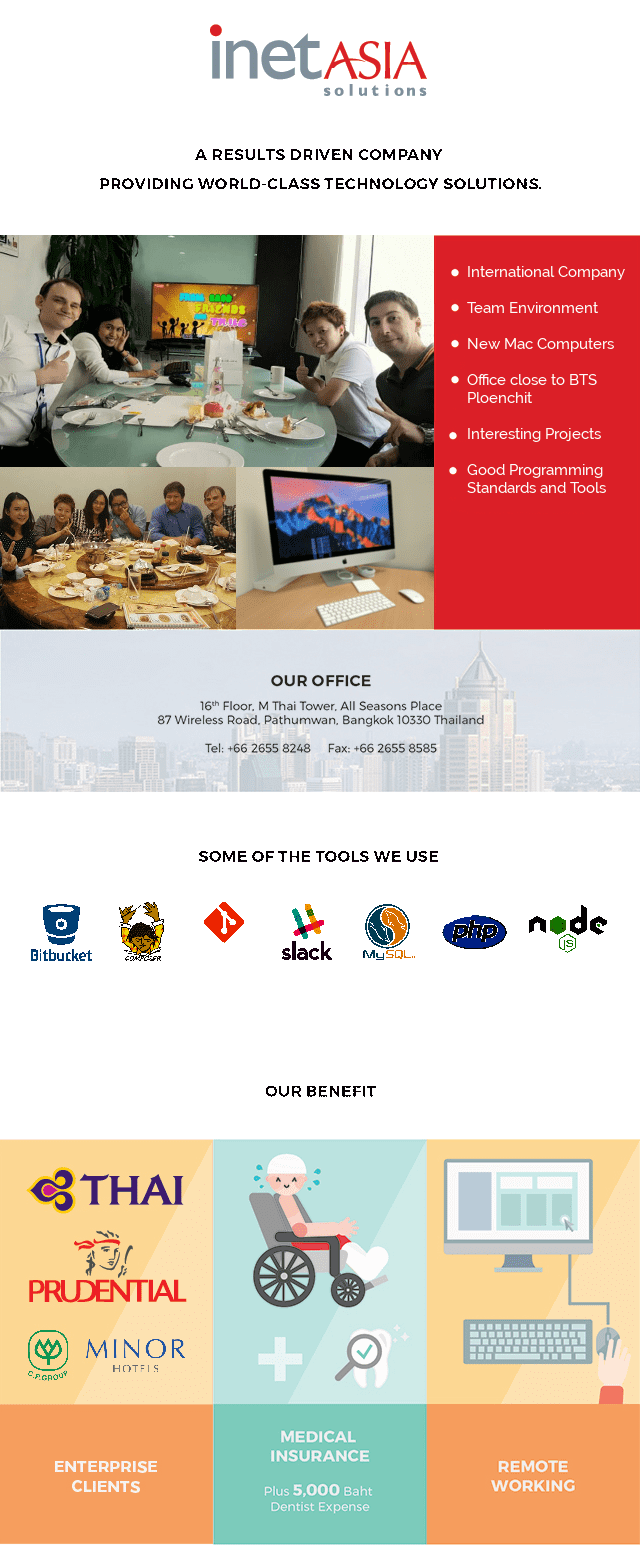 inetASIA
solutions
A RESULTS DRIVEN COMPANY
PROVIDING WORLD-CLASS TECHNOLOGY SOLUTIONS.
FRIENDS
International Company
Team Environment
New Mac Computers
Office close to BTS
Ploenchit
Interesting Projects
Good Programming
Standards and Tools
OUR OFFICE
16th Floor, M Thai Tower, All Seasons Place
87 Wireless Road, Pathumwan, Bangkok 10330 Thailand
Tel: +66 2655 8248 Fax: +66 2655 8585
SOME OF THE TOOLS WE USE
Bitbucket
COMPOSER
slack
MySQL
php
node
JS
OUR BENEFIT
THAI
PRUDENTIAL
C.P.GROUP
MINOR
HOTELS
ENTERPRISE
CLIENTS
MEDICAL
INSURANCE
Plus 5,000 Baht
Dentist Expense
REMOTE
WORKING